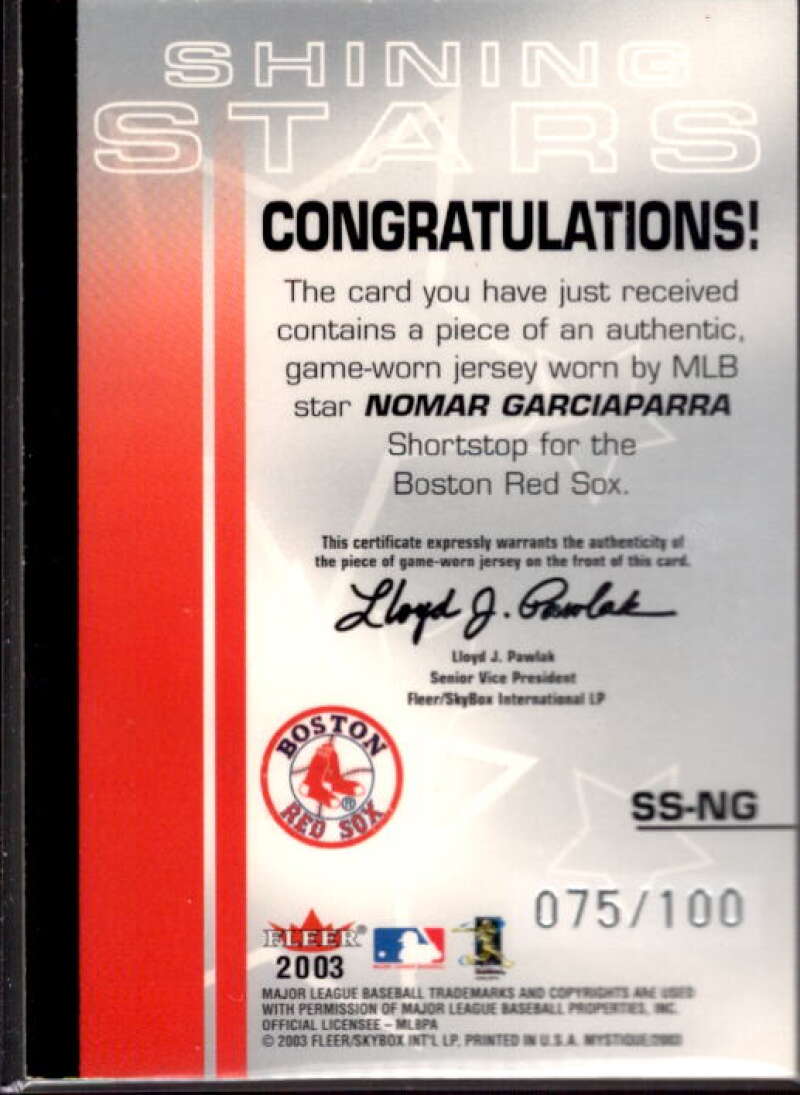 SHINING
STARS
CONGRATULATIONS!
The card you have just received
contains a piece of an authentic,
game-worn jersey worn by MLB
star NOMAR GARCIAPARRA
Shortstop for the
Boston Red Sox.
This certificate expressly warrants the authenticity of
the piece of game-worn jersey on the front of this card.
Lloyd J. Pawlak
Lloyd J. Pawlak
Senior Vice President
Fleer/SkyBox International LP
BOSTON
RED SOX
®
SS-NG
075/100
FLEER®
2003
MAJOR LEAGUE BASEBALL TRADEMARKS AND COPYRIGHTS ARE USED
WITH PERMISSION OF MAJOR LEAGUE BASEBALL PROPERTIES, INC.
OFFICIAL LICENSEE – MLBPA
© 2003 FLEER/SKYBOX INT'L LP. PRINTED IN U.S.A. MYSTIQUE/2003